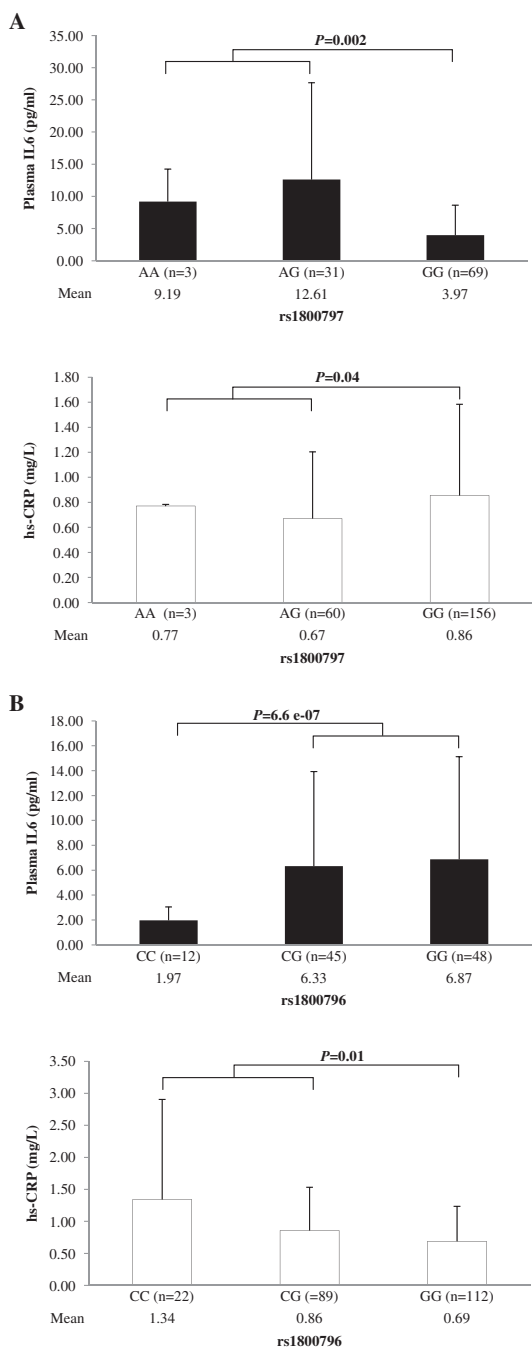 A
P=0.002
Plasma IL6 (pg/ml)
35.00
30.00
25.00
20.00
15.00
10.00
5.00
0.00
AA (n=3) AG (n=31) GG (n=69)
Mean 9.19 12.61 3.97
rs1800797
P=0.04
hs-CRP (mg/L)
1.80
1.60
1.40
1.20
1.00
0.80
0.60
0.40
0.20
0.00
AA (n=3) AG (n=60) GG (n=156)
Mean 0.77 0.67 0.86
rs1800797
B
P=6.6 e-07
Plasma IL6 (pg/ml)
18.00
16.00
14.00
12.00
10.00
8.00
6.00
4.00
2.00
0.00
CC (n=12) CG (n=45) GG (n=48)
Mean 1.97 6.33 6.87
rs1800796
P=0.01
hs-CRP (mg/L)
3.50
3.00
2.50
2.00
1.50
1.00
0.50
0.00
CC (n=22) CG (=89) GG (n=112)
Mean 1.34 0.86 0.69
rs1800796